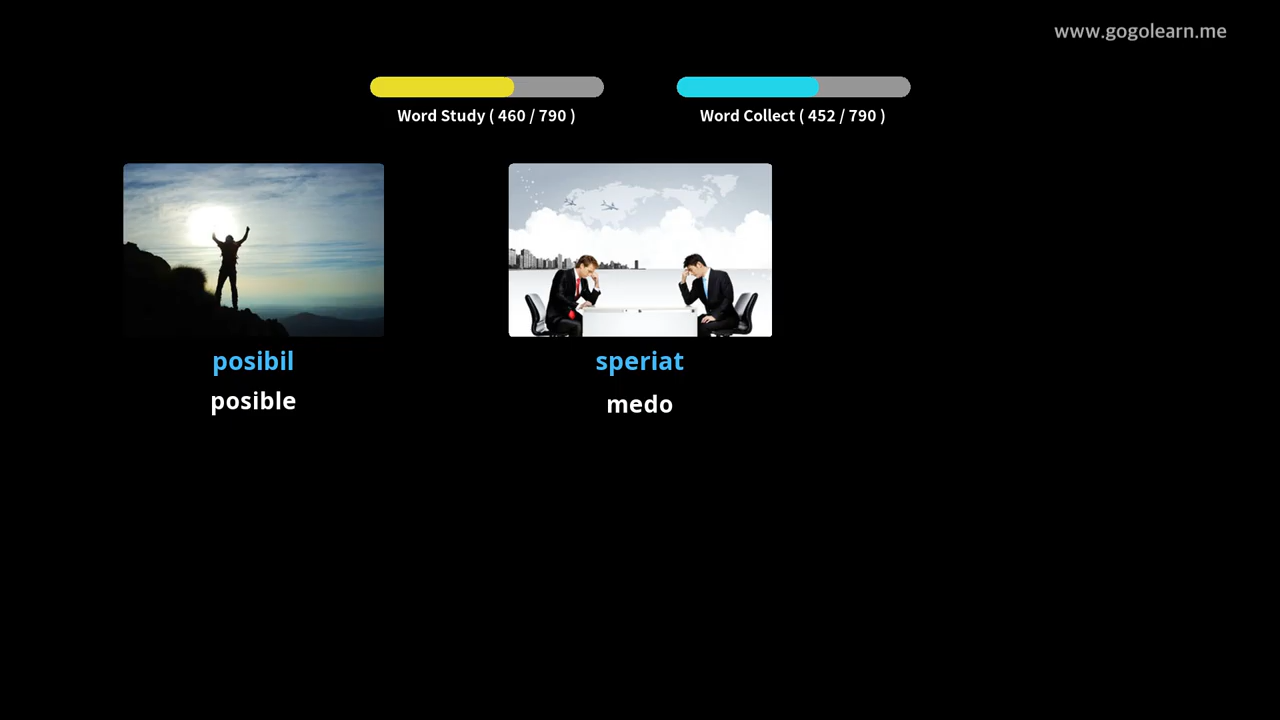 www.gogolearn.me
Word Study ( 460 / 790 )
Word Collect ( 452 / 790 )
posibil
posible
speriat
medo